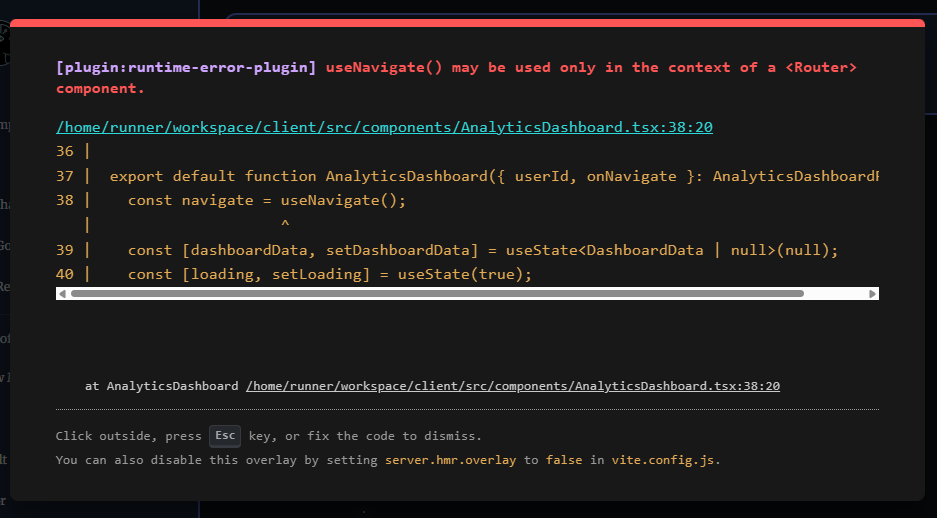 [plugin:runtime-error-plugin] useNavigate() may be used only in the context of a <Router>
component.
/home/runner/workspace/client/src/components/AnalyticsDashboard.tsx:38:20
36 |
37 |  export default function AnalyticsDashboard({ userId, onNavigate }: AnalyticsDashboard
38 |    const navigate = useNavigate();
   |                     ^
39 |    const [dashboardData, setDashboardData] = useState<DashboardData | null>(null);
40 |    const [loading, setLoading] = useState(true);
at AnalyticsDashboard /home/runner/workspace/client/src/components/AnalyticsDashboard.tsx:38:20
Click outside, press Esc key, or fix the code to dismiss.
You can also disable this overlay by setting server.hmr.overlay to false in vite.config.js.